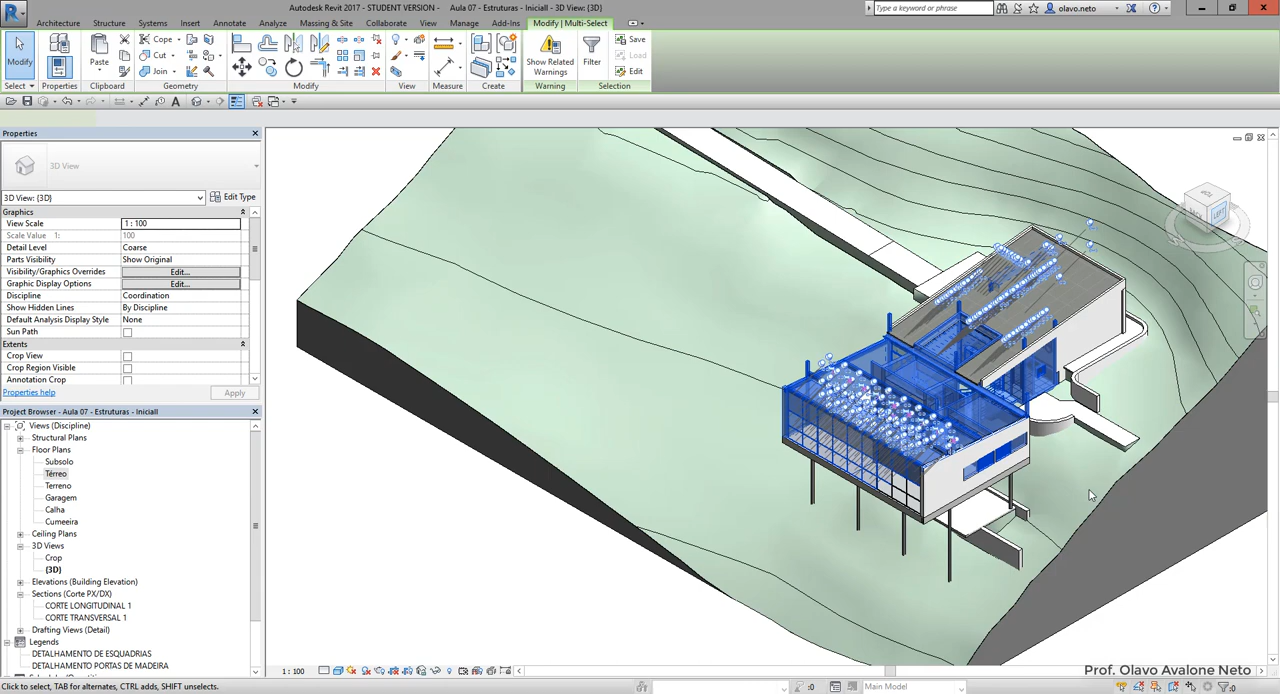 Autodesk Revit 2017 - STUDENT VERSION - Aula 07 - Estruturas - Iniciall - 3D View: {3D}
Type a keyword or phrase
olavo.neto
Architecture Structure Systems Insert Annotate Analyze Massing & Site Collaborate View Manage Add-Ins Modify | Multi-Select
Modify
Paste
Cope
Cut
Join
Show Related
Warnings
Filter
Save
Load
Edit
Select Properties Clipboard Geometry Modify View Measure Create Warning Selection
Properties
3D View
3D View: {3D}
Edit Type
Graphics
View Scale 1 : 100
Scale Value 1: 100
Detail Level Coarse
Parts Visibility Show Original
Visibility/Graphics Overrides Edit...
Graphic Display Options Edit...
Discipline Coordination
Show Hidden Lines By Discipline
Default Analysis Display Style None
Sun Path
Extents
Crop View
Crop Region Visible
Annotation Crop
Properties help
Apply
Project Browser - Aula 07 - Estruturas - Iniciall
Views (Discipline)
Structural Plans
Floor Plans
Subsolo
Térreo
Terreno
Garagem
Calha
Cumeeira
Ceiling Plans
3D Views
Crop
{3D}
Elevations (Building Elevation)
Sections (Corte PX/DX)
CORTE LONGITUDINAL 1
CORTE TRANSVERSAL 1
Drafting Views (Detail)
Legends
DETALHAMENTO DE ESQUADRIAS
DETALHAMENTO PORTAS DE MADEIRA
LEFT
1 : 100
Prof. Olavo Avalone Neto
Click to select, TAB for alternates, CTRL adds, SHIFT unselects.
:0
Main Model
:0